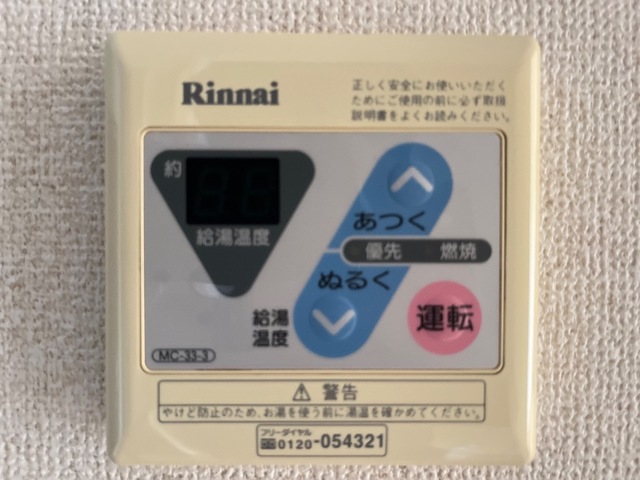 Rinnai
正しく安全にお使いいただく
ためにご使用の前に必ず取扱
説明書をよくお読みください。
約
給湯温度
あつく
優先 燃焼
ぬるく
給湯
温度
運転
MC-33-3
⚠ 警告
やけど防止のため、お湯を使う前に湯温を確かめてください。
フリーダイヤル
0120-054321